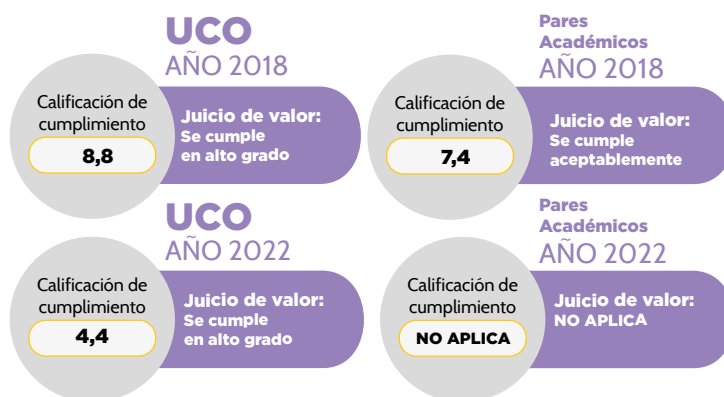 UCO
AÑO 2018
Calificación de
cumplimiento
8,8
Juicio de valor:
Se cumple
en alto grado
Pares
Académicos
AÑO 2018
Calificación de
cumplimiento
7,4
Juicio de valor:
Se cumple
aceptablemente
UCO
AÑO 2022
Calificación de
cumplimiento
4,4
Juicio de valor:
Se cumple
en alto grado
Pares
Académicos
AÑO 2022
Calificación de
cumplimiento
NO APLICA
Juicio de valor:
NO APLICA